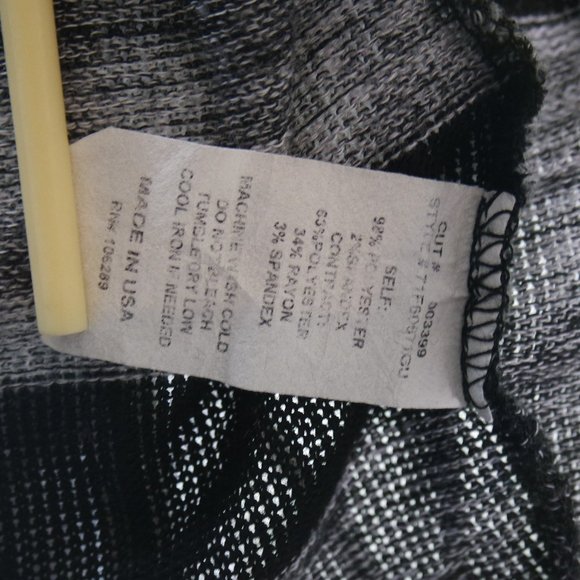 CUT# 003399
STYLE #
SELF:
98% POLYESTER
2% SPANDEX
CONTRAST:
63% POLYESTER
34% RAYON
3% SPANDEX
MACHINE WASH COLD
DO NOT BLEACH
TUMBLE DRY LOW
COOL IRON IF NEEDED
MADE IN USA
RN# 106289